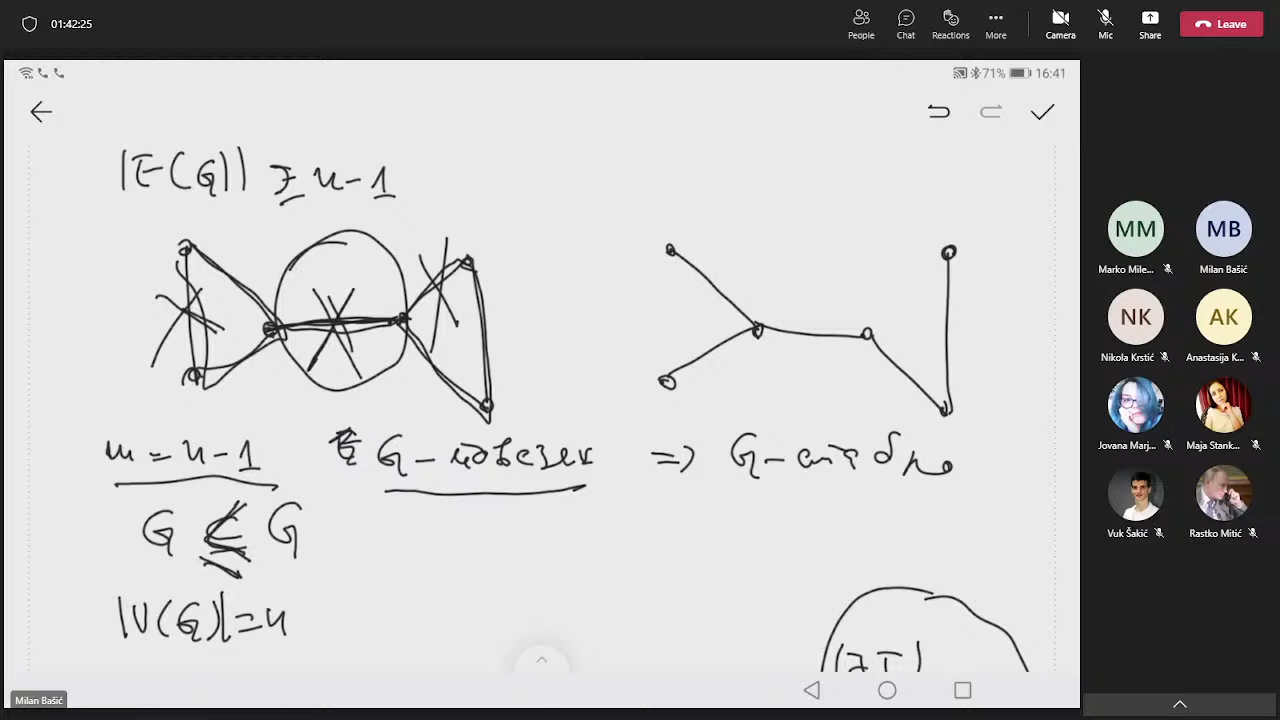 01:42:25
People Chat Reactions More Camera Mic Share Leave
71% 16:41
|E(G)| ≥ n-1
m = n-1 G - повезан => G - стабло
G ⊆ G
|V(G)| = n
(∃T)
MM MB
Marko Mile... Milan Bašić
NK AK
Nikola Krstić Anastasija K...
Jovana Marj... Maja Stank...
Vuk Šakić Rastko Mitić
Milan Bašić